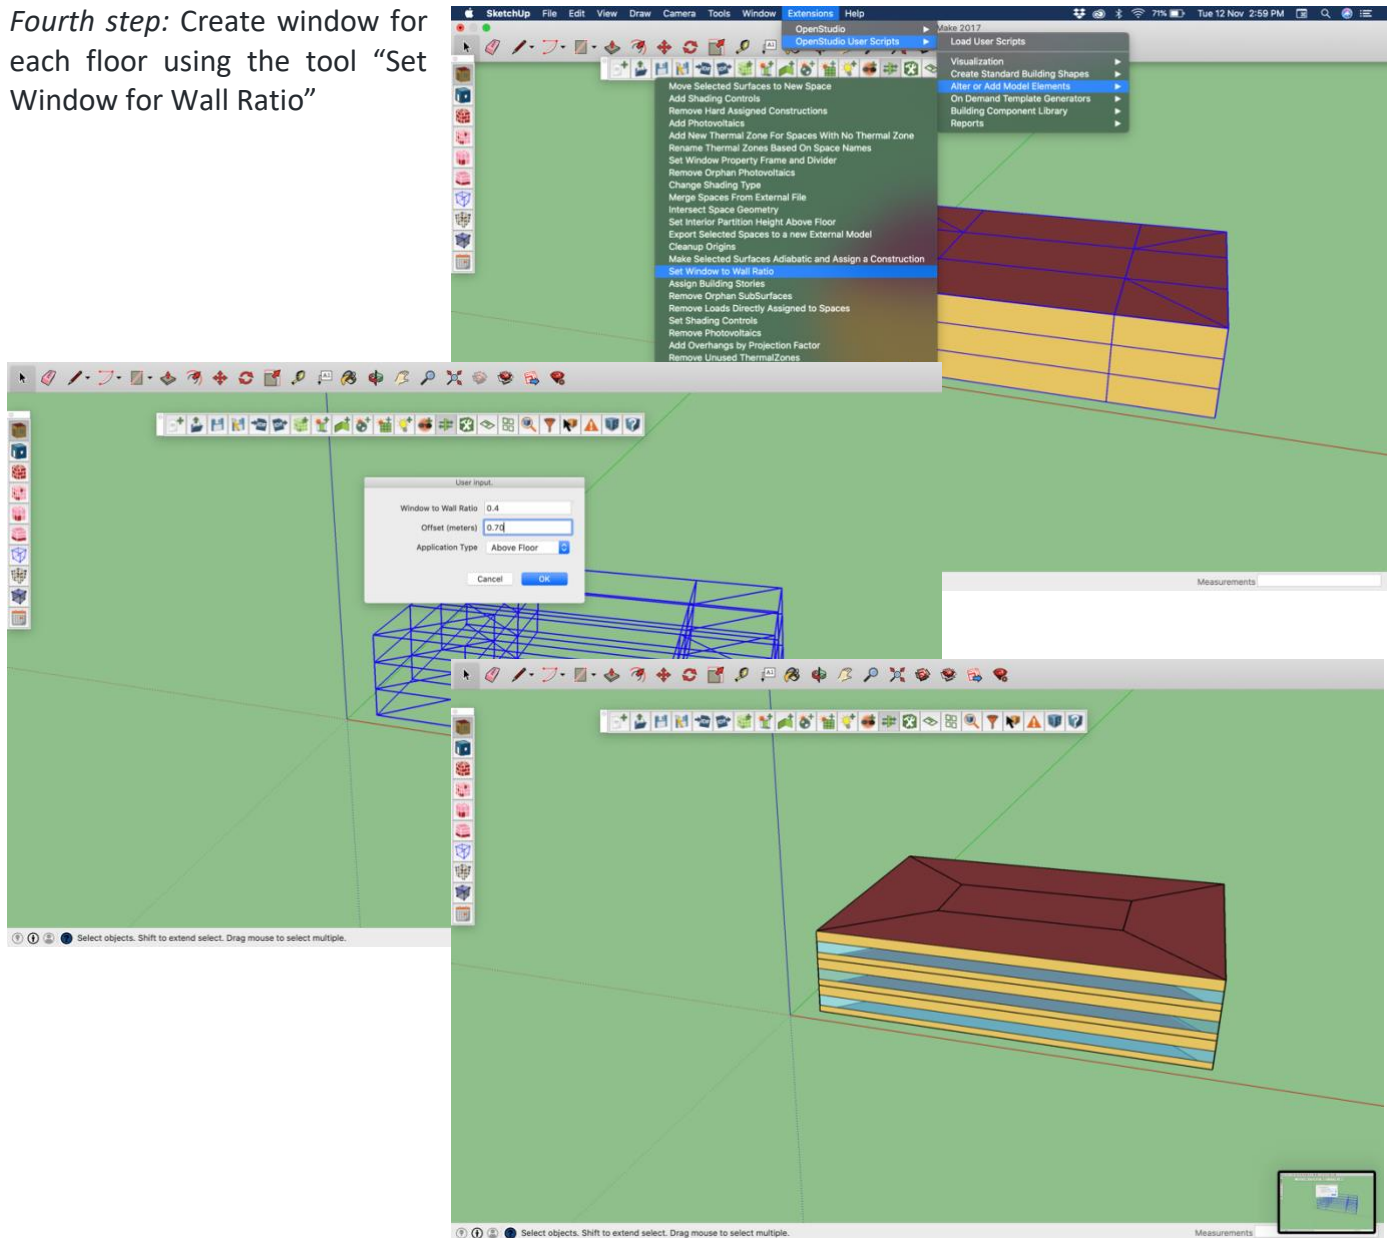 Fourth step: Create window for
each floor using the tool “Set
Window for Wall Ratio”
SketchUp File Edit View Draw Camera Tools Window Extensions Help
71% Tue 12 Nov 2:59 PM
Make 2017
OpenStudio
OpenStudio User Scripts
Load User Scripts
Visualization
Create Standard Building Shapes
Alter or Add Model Elements
On Demand Template Generators
Building Component Library
Reports
Move Selected Surfaces to New Space
Add Shading Controls
Remove Hard Assigned Constructions
Add Photovoltaics
Add New Thermal Zone For Spaces With No Thermal Zone
Rename Thermal Zones Based On Space Names
Set Window Property Frame and Divider
Remove Orphan Photovoltaics
Change Shading Type
Merge Spaces From External File
Intersect Space Geometry
Set Interior Partition Height Above Floor
Export Selected Spaces to a new External Model
Cleanup Origins
Make Selected Surfaces Adiabatic and Assign a Construction
Set Window to Wall Ratio
Assign Building Stories
Remove Orphan SubSurfaces
Remove Loads Directly Assigned to Spaces
Set Shading Controls
Remove Photovoltaics
Add Overhangs by Projection Factor
Remove Unused ThermalZones
Measurements
User input.
Window to Wall Ratio 0.4
Offset (meters) 0.70
Application Type Above Floor
Cancel OK
Select objects. Shift to extend select. Drag mouse to select multiple.
Select objects. Shift to extend select. Drag mouse to select multiple.
Measurements